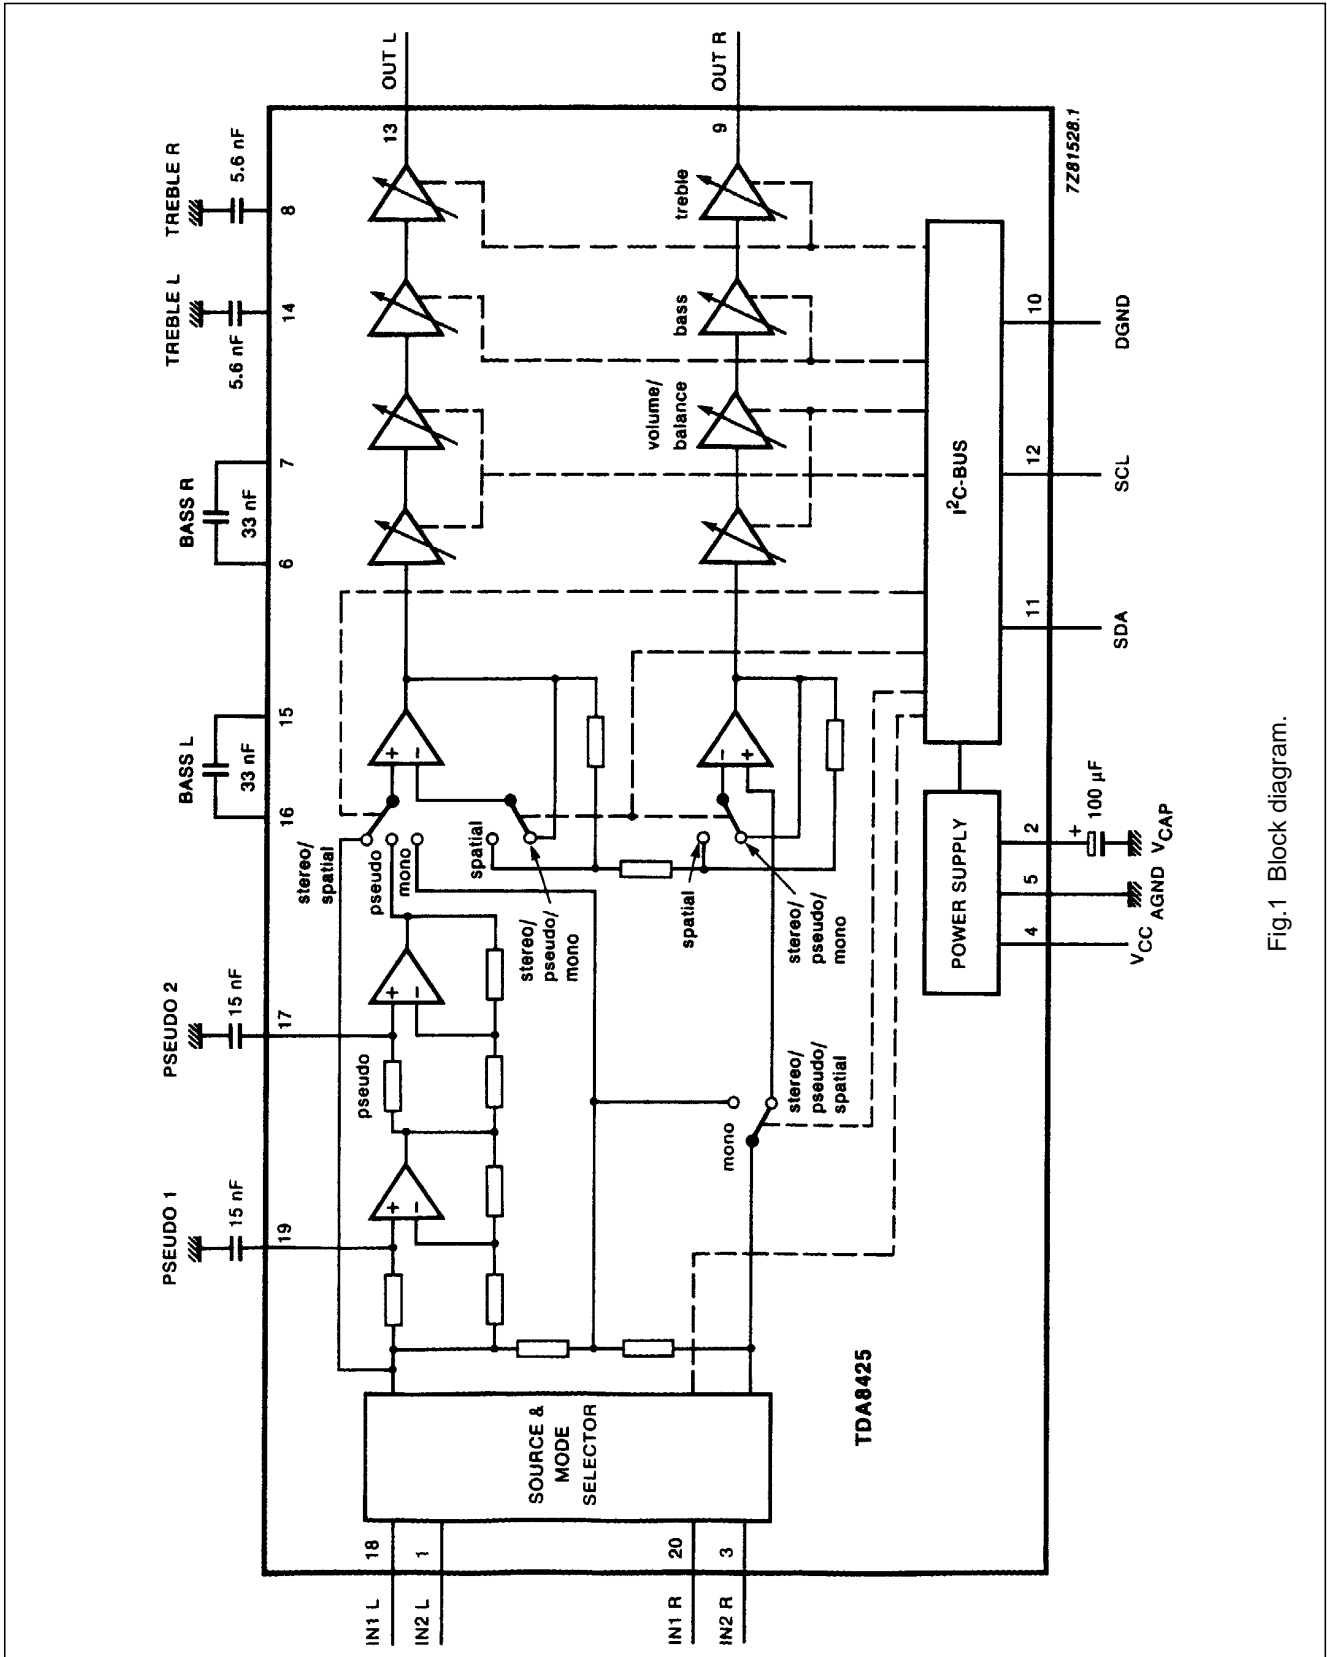 PSEUDO 1
15 nF
19
PSEUDO 2
15 nF
17
BASS L
33 nF
16
15
BASS R
33 nF
6
7
TREBLE L
5.6 nF
14
TREBLE R
5.6 nF
8
IN1 L
18
IN2 L
1
IN1 R
20
IN2 R
3
SOURCE &
MODE
SELECTOR
+
-
pseudo
+
-
stereo/
spatial
pseudo
mono
+
-
spatial
stereo/
pseudo/
mono
spatial
stereo/
pseudo/
mono
-
+
mono
stereo/
pseudo/
spatial
volume/
balance
bass
treble
13
OUT L
9
OUT R
TDA8425
POWER SUPPLY
I²C-BUS
4
VCC
5
AGND
2
+
100 µF
VCAP
11
SDA
12
SCL
10
DGND
7Z81528.1
Fig.1 Block diagram.